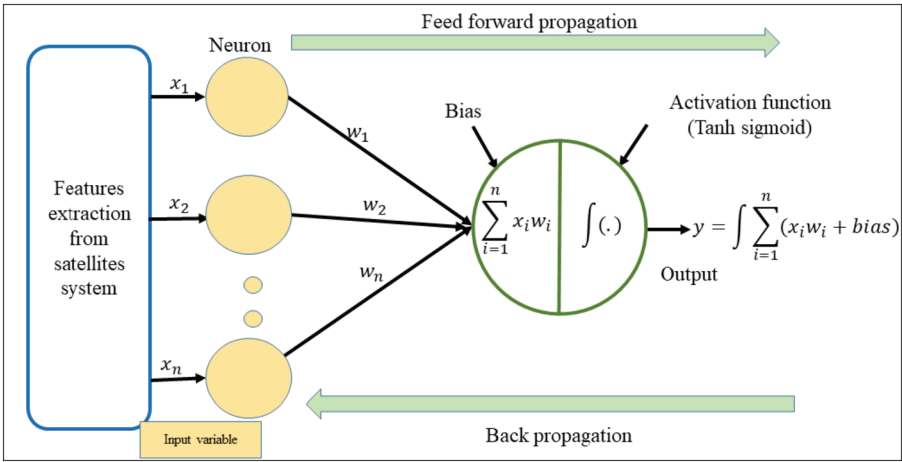 Feed forward propagation
Neuron
x₁
x₂
xₙ
Features
extraction
from
satellites
system
w₁
w₂
wₙ
Bias
Activation function
(Tanh sigmoid)
n
∑ xᵢwᵢ
i=1
∫(.)
n
y = ∫ ∑ (xᵢwᵢ + bias)
i=1
Output
Input variable
Back propagation